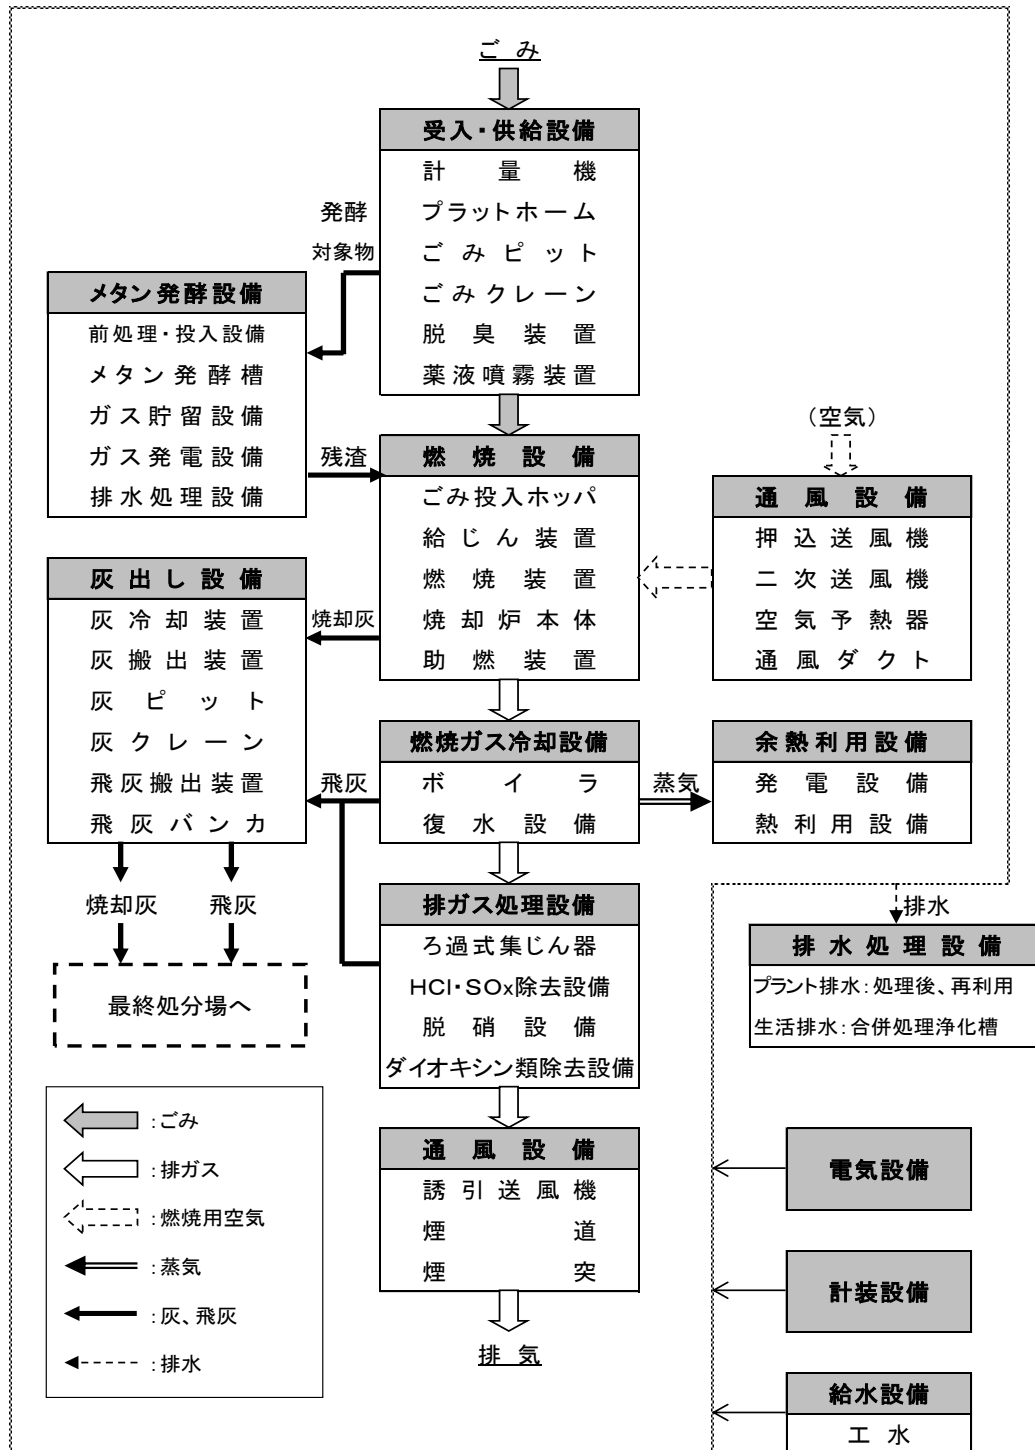 ごみ
受入・供給設備
計量機
プラットホーム
ごみピット
ごみクレーン
脱臭装置
薬液噴霧装置
発酵
対象物
メタン発酵設備
前処理・投入設備
メタン発酵槽
ガス貯留設備
ガス発電設備
排水処理設備
残渣
燃焼設備
ごみ投入ホッパ
給じん装置
燃焼装置
焼却炉本体
助燃装置
(空気)
通風設備
押込送風機
二次送風機
空気予熱器
通風ダクト
灰出し設備
灰冷却装置
灰搬出装置
灰ピット
灰クレーン
飛灰搬出装置
飛灰バンカ
焼却灰
燃焼ガス冷却設備
ボイラ
復水設備
飛灰
蒸気
余熱利用設備
発電設備
熱利用設備
焼却灰
飛灰
最終処分場へ
排ガス処理設備
ろ過式集じん器
HCl・SOx除去設備
脱硝設備
ダイオキシン類除去設備
排水
排水処理設備
プラント排水:処理後、再利用
生活排水:合併処理浄化槽
通風設備
誘引送風機
煙道
煙突
排気
:ごみ
:排ガス
:燃焼用空気
:蒸気
:灰、飛灰
:排水
電気設備
計装設備
給水設備
工水